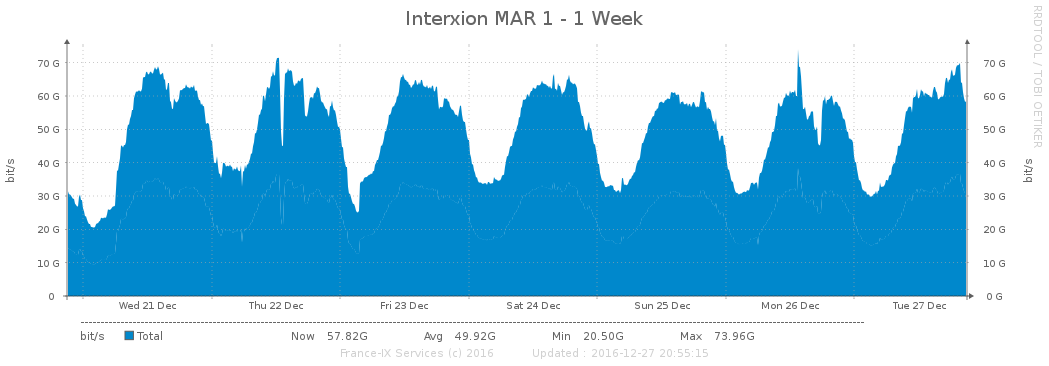 Interxion MAR 1 - 1 Week
RRDTOOL / TOBI OETIKER
bit/s
bit/s
70 G 70 G
60 G 60 G
50 G 50 G
40 G 40 G
30 G 30 G
20 G 20 G
10 G 10 G
0 0 G
Wed 21 Dec Thu 22 Dec Fri 23 Dec Sat 24 Dec Sun 25 Dec Mon 26 Dec Tue 27 Dec
bit/s Total Now 57.82G Avg 49.92G Min 20.50G Max 73.96G
France-IX Services (c) 2016 Updated : 2016-12-27 20:55:15